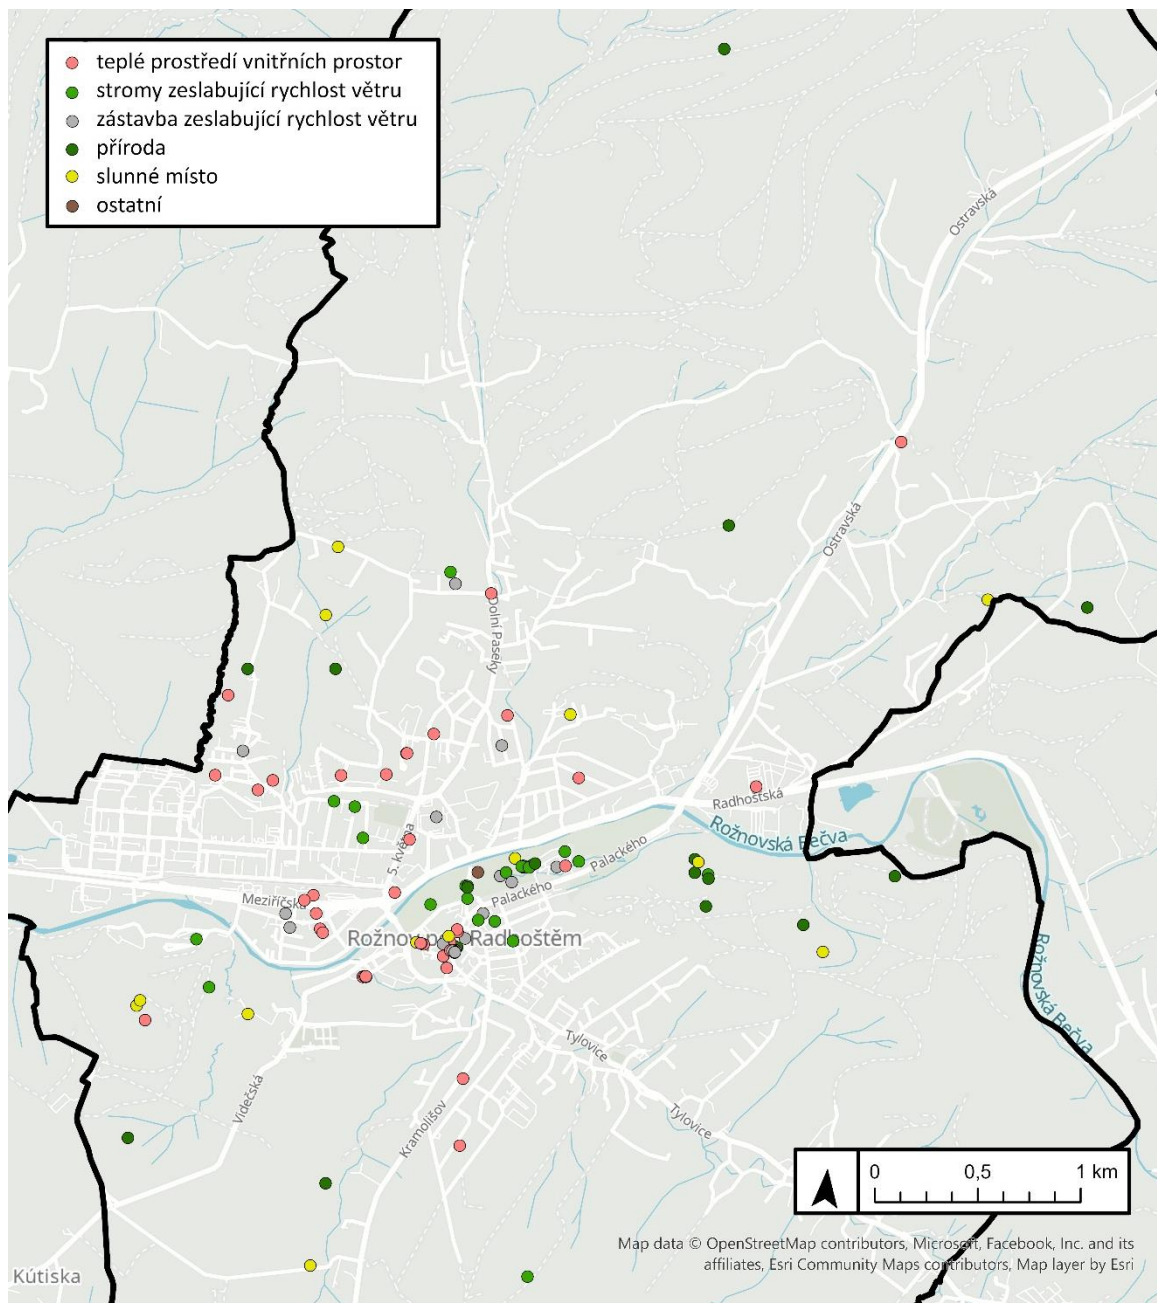 teplé prostředí vnitřních prostor
stromy zeslabující rychlost větru
zástavba zeslabující rychlost větru
příroda
slunné místo
ostatní
Ostravská
Ostravská
Dolní Paseky
Radhošťská
Rožnovská Bečva
5. května
Palackého
Palackého
Meziříčská
Rožnov pod Radhoštěm
Rožnovská Bečva
Tylovice
Videčská
Kramolišov
Tylovice
0 0,5 1 km
Map data © OpenStreetMap contributors, Microsoft, Facebook, Inc. and its
affiliates, Esri Community Maps contributors, Map layer by Esri
Kútiska